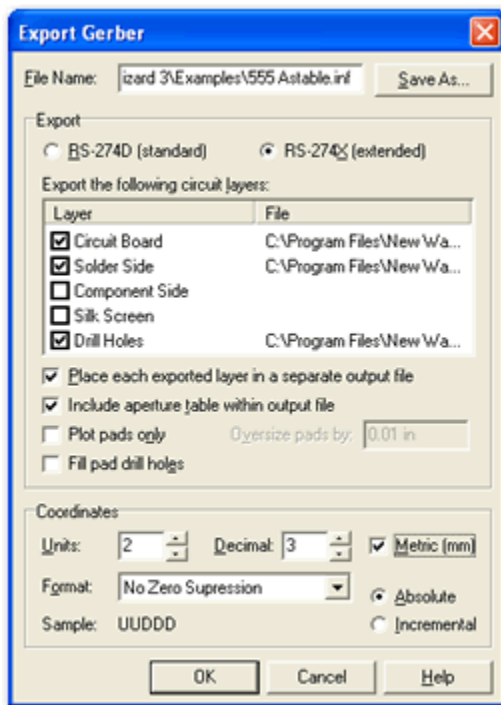 Export Gerber
File Name: izard 3\Examples\555 Astable.inf Save As...
Export
RS-274D (standard) RS-274X (extended)
Export the following circuit layers:
Layer File
Circuit Board C:\Program Files\New Wa...
Solder Side C:\Program Files\New Wa...
Component Side
Silk Screen
Drill Holes C:\Program Files\New Wa...
Place each exported layer in a separate output file
Include aperture table within output file
Plot pads only Oversize pads by: 0.01 in
Fill pad drill holes
Coordinates
Units: 2 Decimal: 3 Metric (mm)
Format: No Zero Supression Absolute
Sample: UUDDD Incremental
OK Cancel Help